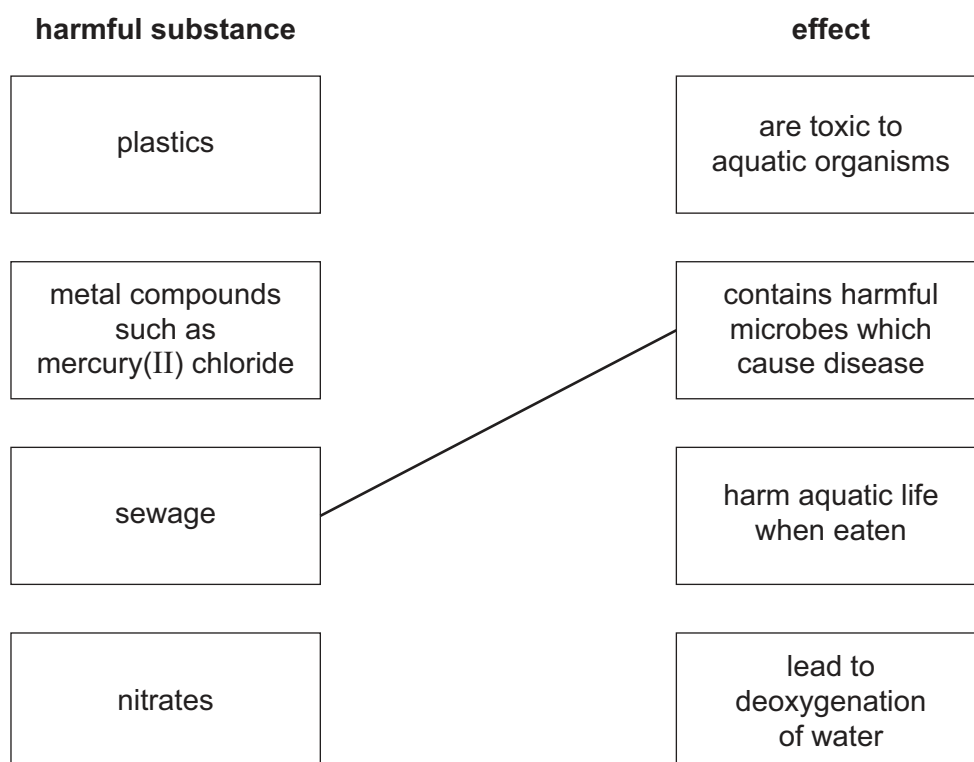 harmful substance
effect
plastics
are toxic to
aquatic organisms
metal compounds
such as
mercury(II) chloride
contains harmful
microbes which
cause disease
sewage
harm aquatic life
when eaten
nitrates
lead to
deoxygenation
of water